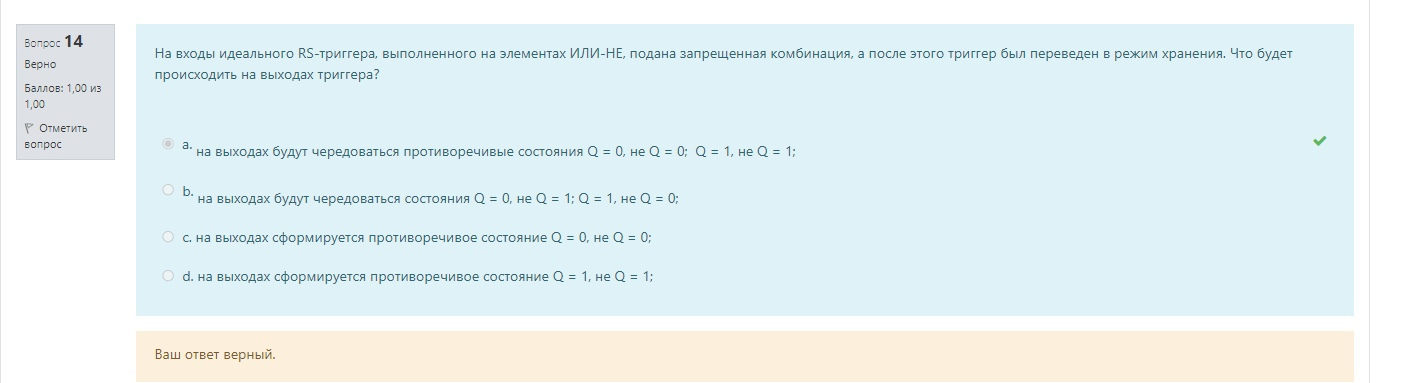 Вопрос 14
Верно
Баллов: 1,00 из
1,00
Отметить
вопрос
На входы идеального RS-триггера, выполненного на элементах ИЛИ-НЕ, подана запрещенная комбинация, а после этого триггер был переведен в режим хранения. Что будет
происходить на выходах триггера?
a. на выходах будут чередоваться противоречивые состояния Q = 0, не Q = 0; Q = 1, не Q = 1;
b. на выходах будут чередоваться состояния Q = 0, не Q = 1; Q = 1, не Q = 0;
c. на выходах сформируется противоречивое состояние Q = 0, не Q = 0;
d. на выходах сформируется противоречивое состояние Q = 1, не Q = 1;
Ваш ответ верный.